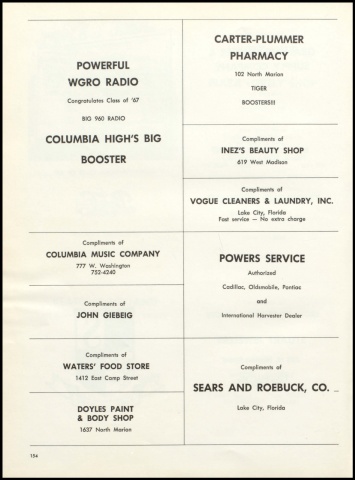 POWERFUL
WGRO RADIO
Congratulates Class of '67
BIG 960 RADIO
COLUMBIA HIGH'S BIG
BOOSTER
Compliments of
COLUMBIA MUSIC COMPANY
777 W. Washington
752-4240
Compliments of
JOHN GIEBEIG
Compliments of
WATERS' FOOD STORE
1412 East Camp Street
DOYLES PAINT
& BODY SHOP
1637 North Marion
CARTER-PLUMMER
PHARMACY
102 North Marion
TIGER
BOOSTERS!!!
Compliments of
INEZ'S BEAUTY SHOP
619 West Madison
Compliments of
VOGUE CLEANERS & LAUNDRY, INC.
Lake City, Florida
Fast service — No extra charge
POWERS SERVICE
Authorized
Cadillac, Oldsmobile, Pontiac
and
International Harvester Dealer
Compliments of
SEARS AND ROEBUCK, CO.
Lake City, Florida
154